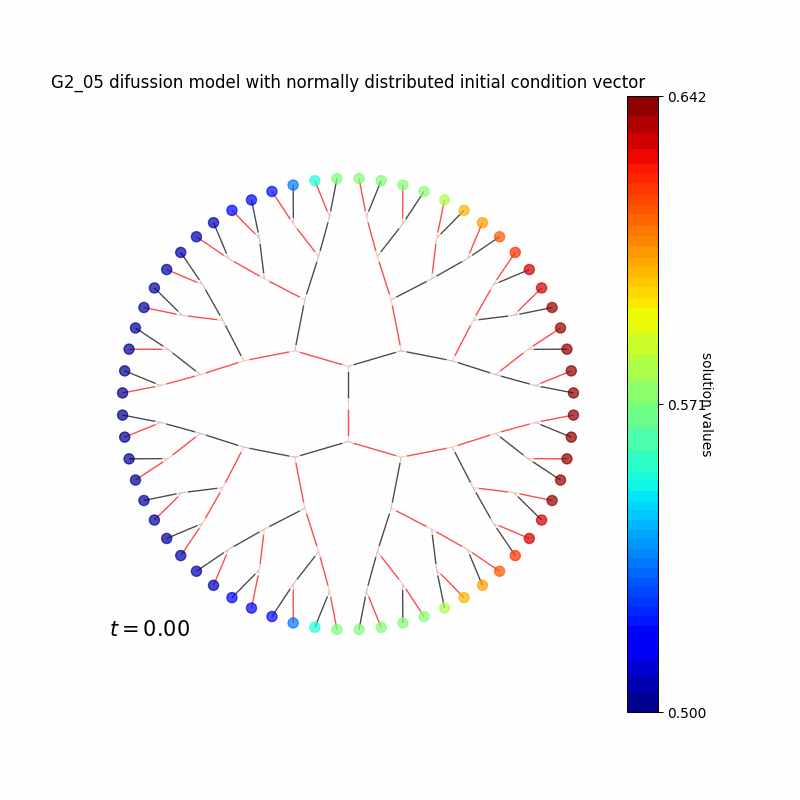 G2_05 difussion model with normally distributed initial condition vector
0.642
0.571
solution values
0.500
t = 0.00